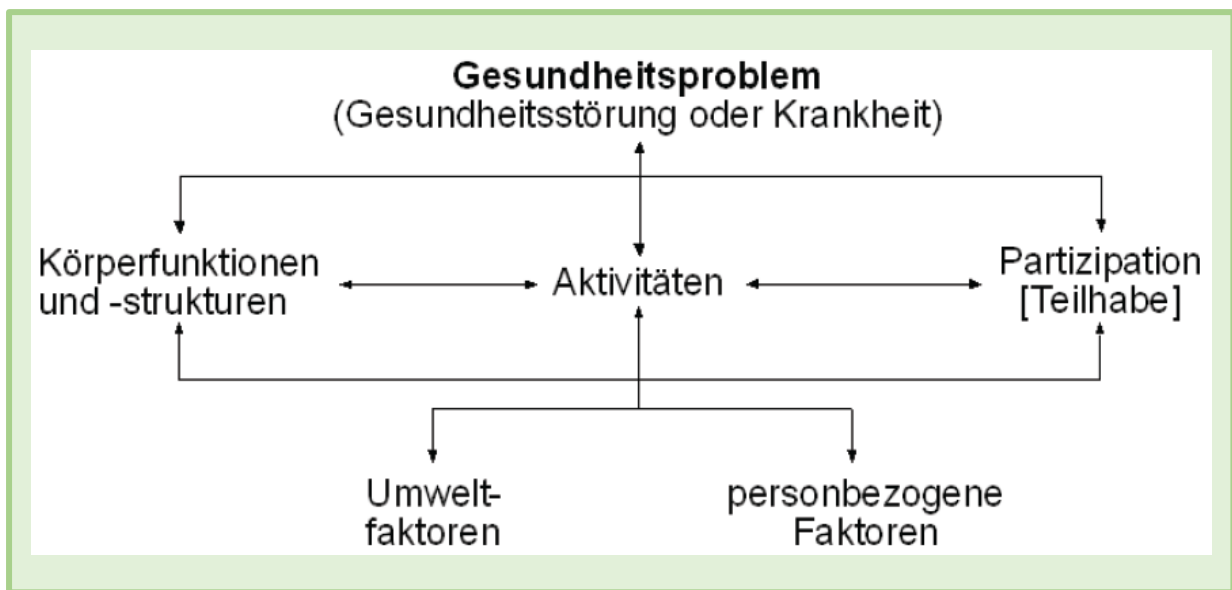 Gesundheitsproblem
(Gesundheitsstörung oder Krankheit)
Körperfunktionen
und -strukturen
Aktivitäten
Partizipation
[Teilhabe]
Umwelt-
faktoren
personbezogene
Faktoren